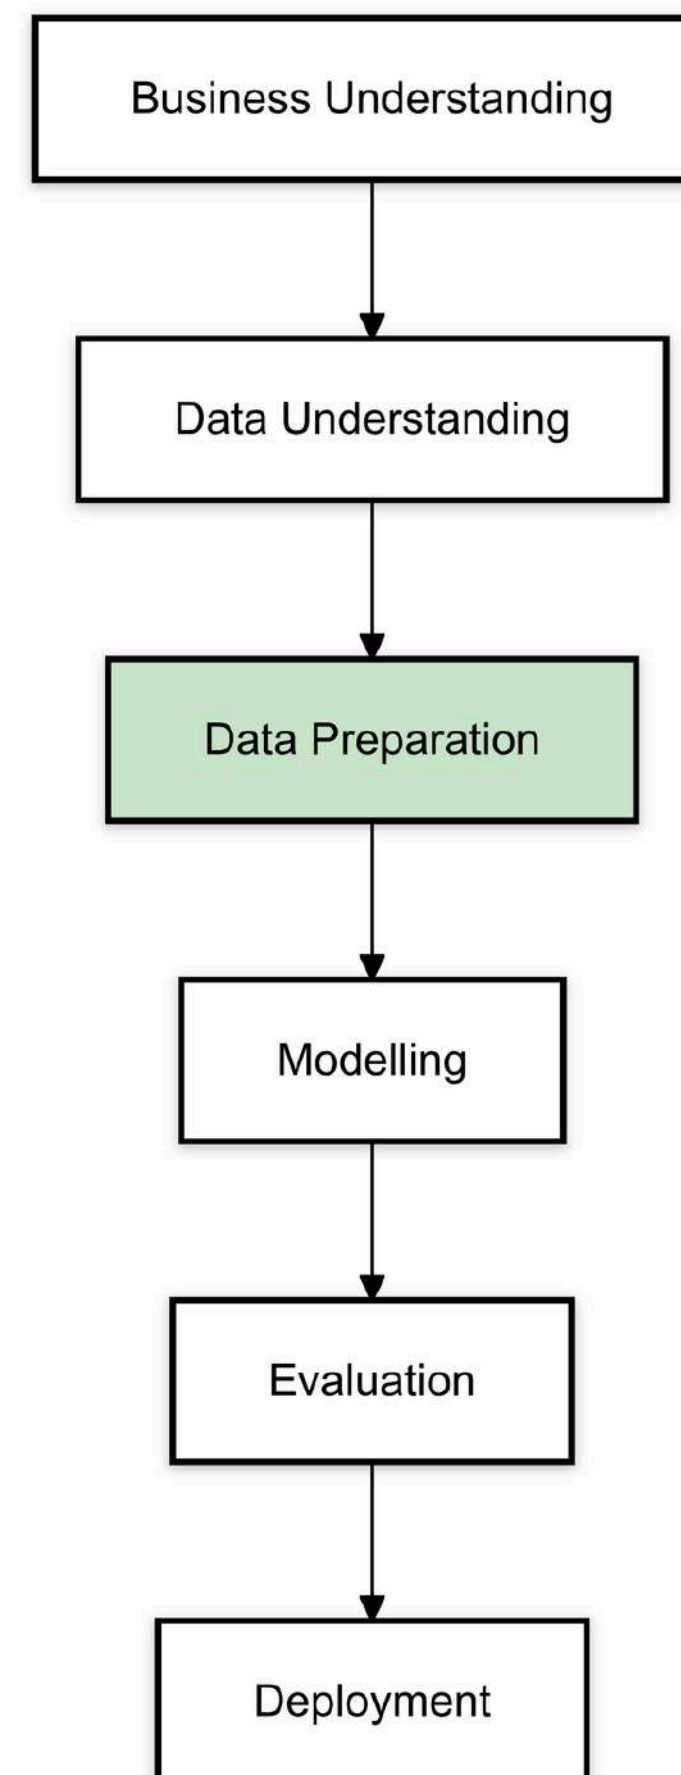 Business Understanding
Data Understanding
Data Preparation
Modelling
Evaluation
Deployment